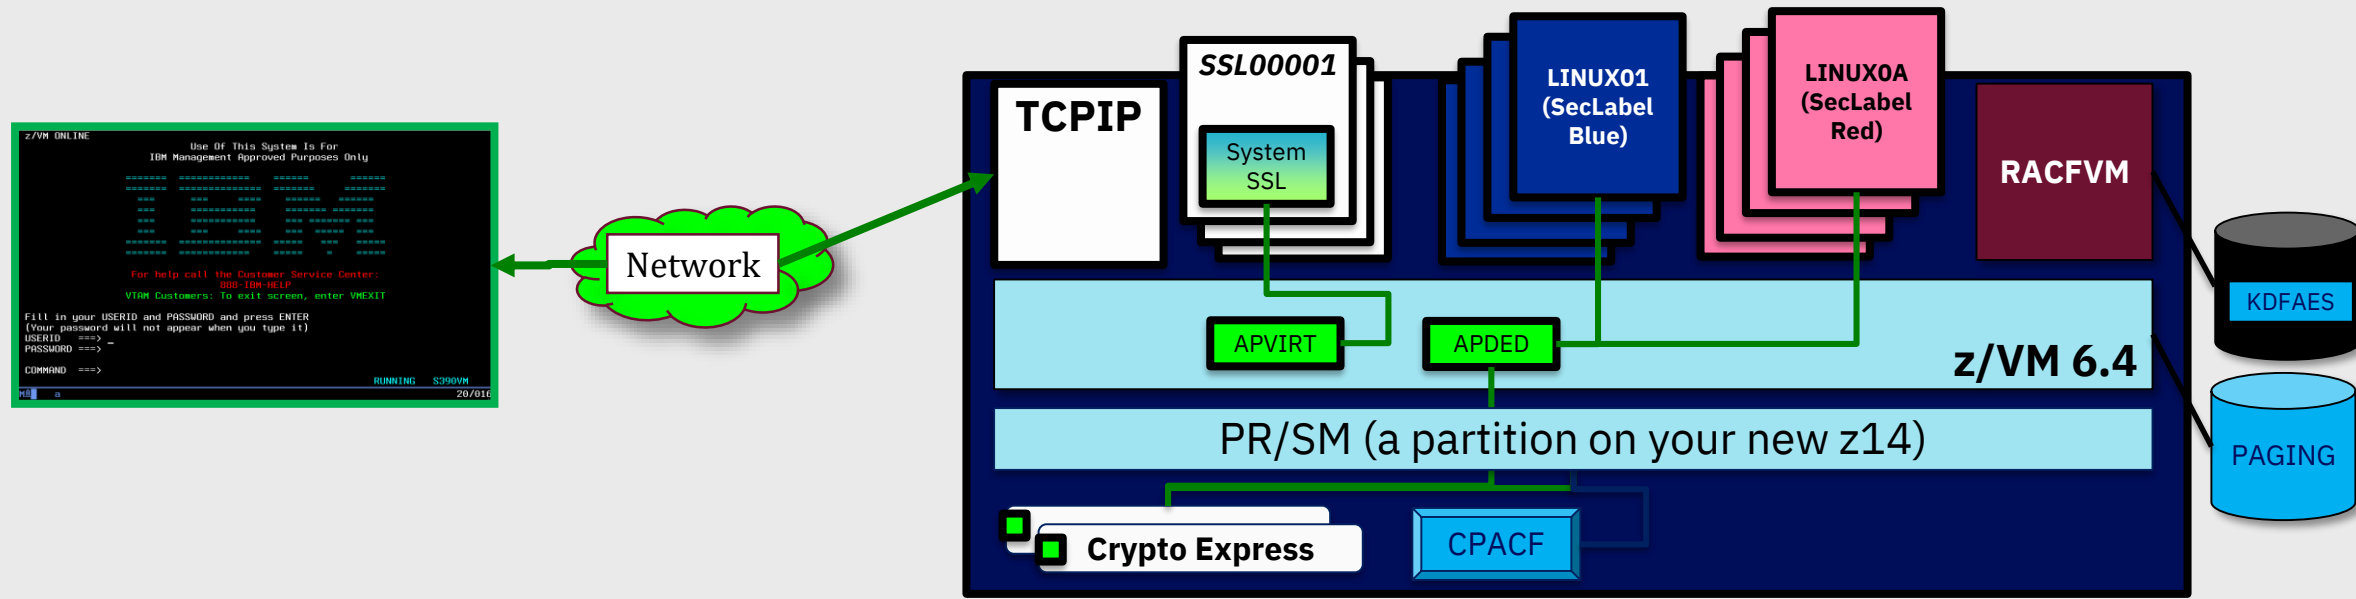 z/VM ONLINE
Use Of This System Is For
IBM Management Approved Purposes Only
For help call the Customer Service Center:
800-IBM-HELP
VTAM Customers: To exit screen, enter VMEXIT
Fill in your USERID and PASSWORD and press ENTER
(Your password will not appear when you type it)
USERID ===>
PASSWORD ===>
COMMAND ===>
RUNNING S390VM
a
20/016
Network
TCPIP
SSL00001
System
SSL
LINUX01
(SecLabel
Blue)
LINUX0A
(SecLabel
Red)
RACFVM
KDFAES
APVIRT
APDED
z/VM 6.4
PAGING
PR/SM (a partition on your new z14)
Crypto Express
CPACF